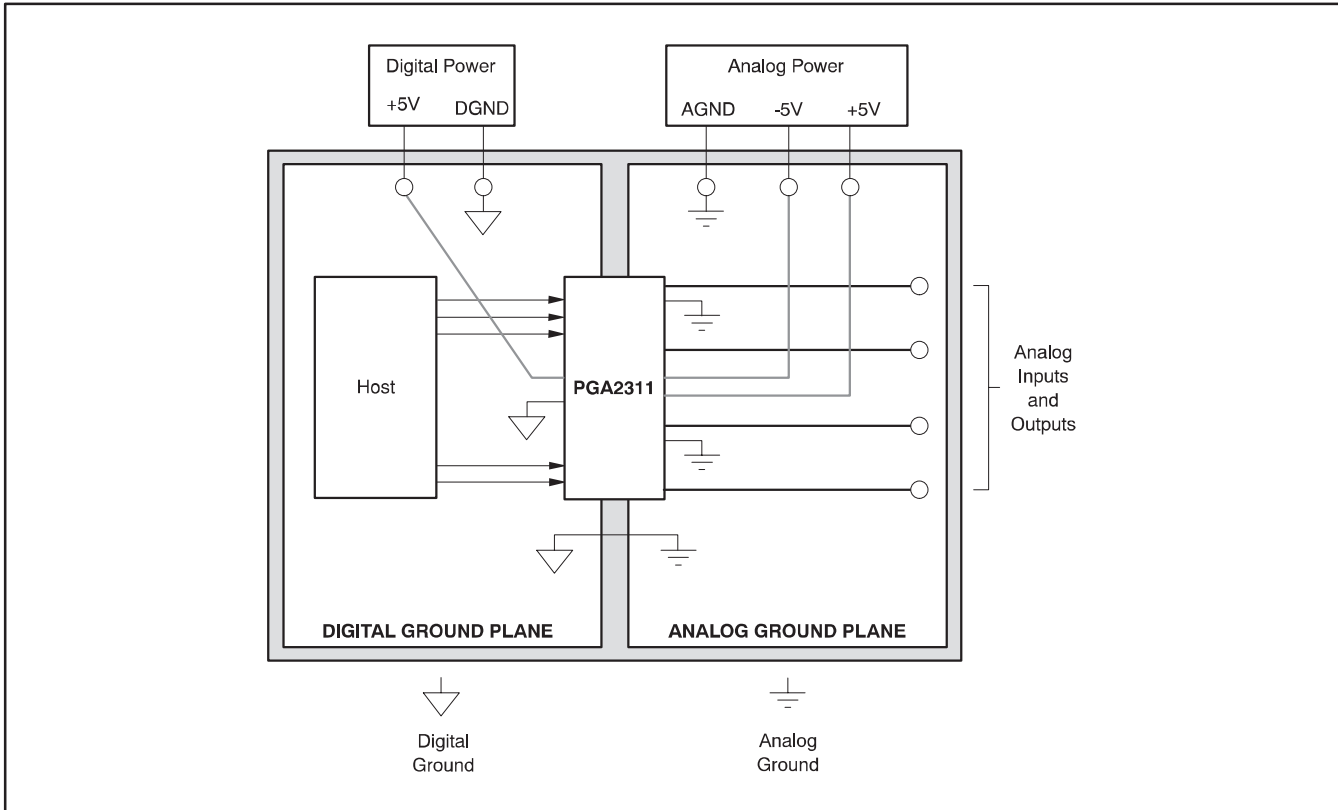 Digital Power
+5V
DGND
Analog Power
AGND
-5V
+5V
Host
PGA2311
Analog
Inputs
and
Outputs
DIGITAL GROUND PLANE
ANALOG GROUND PLANE
Digital
Ground
Analog
Ground